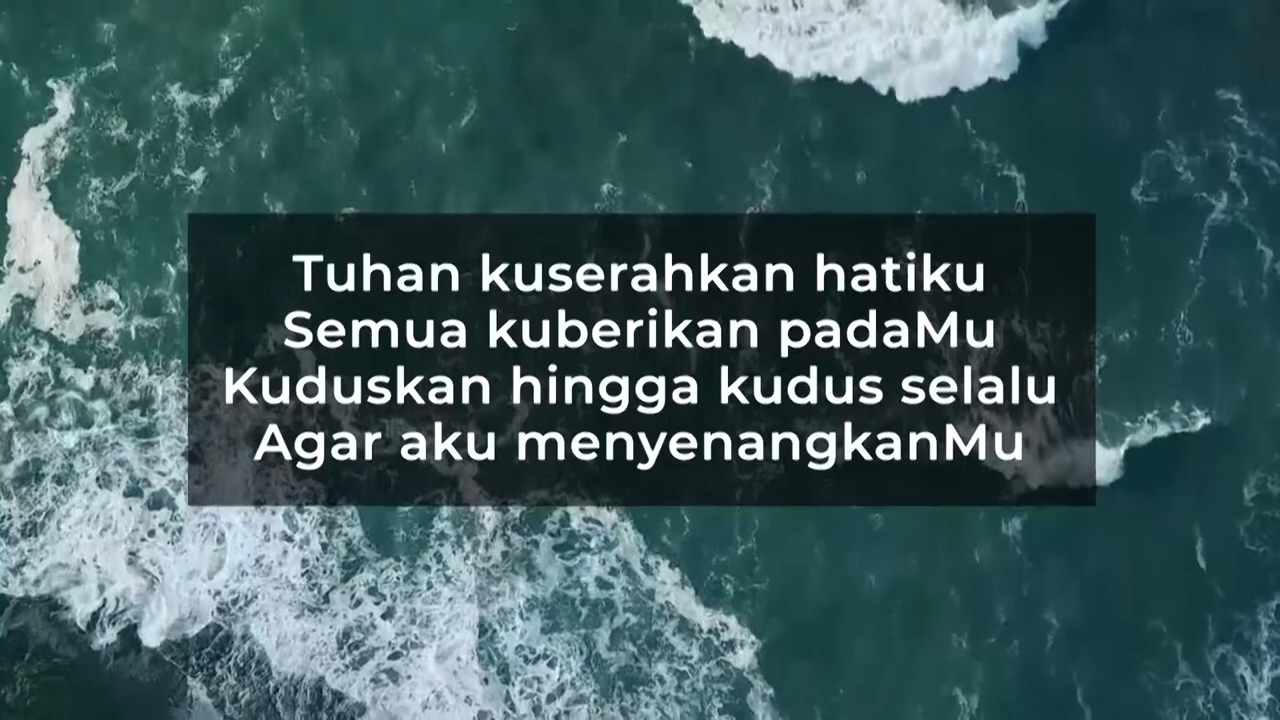 Tuhan kuserahkan hatiku
Semua kuberikan padaMu
Kuduskan hingga kudus selalu
Agar aku menyenangkanMu